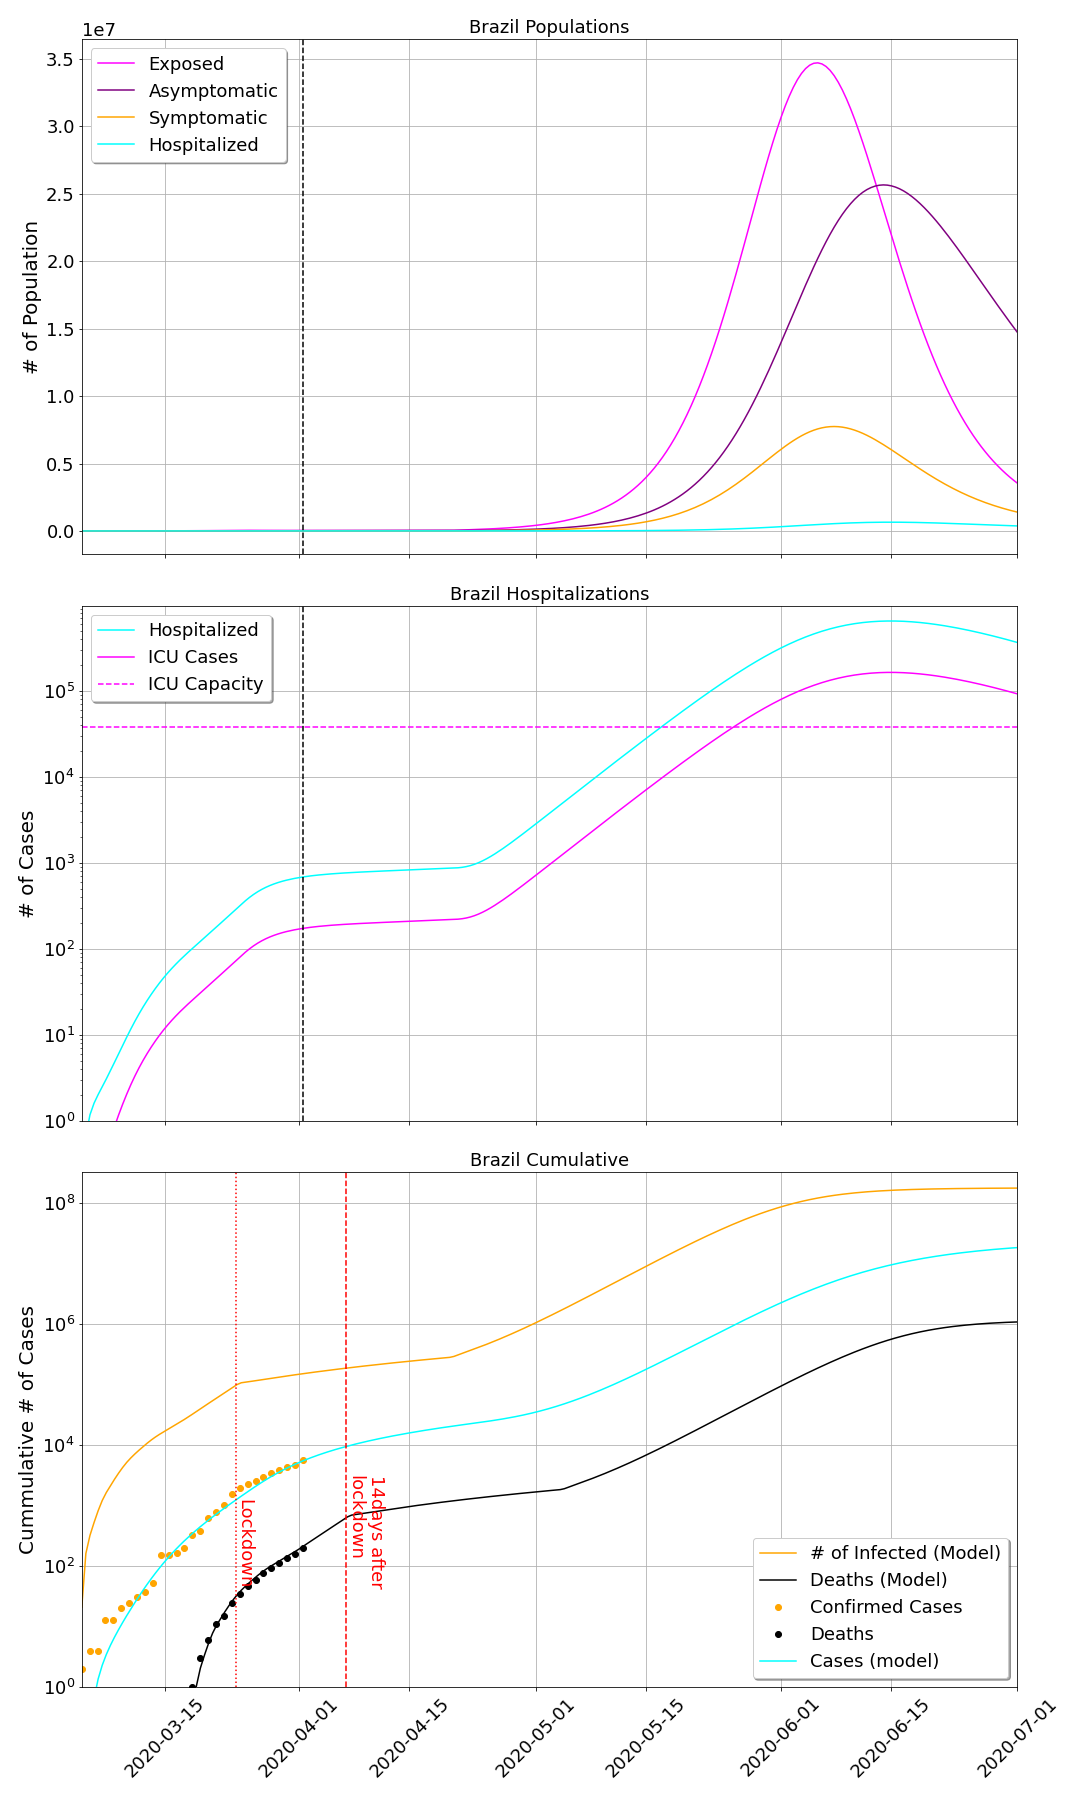 Brazil Populations
1e7
3.5
3.0
2.5
2.0
1.5
1.0
0.5
0.0
# of Population
Exposed
Asymptomatic
Symptomatic
Hospitalized
Brazil Hospitalizations
10^5
10^4
10^3
10^2
10^1
10^0
# of Cases
Hospitalized
ICU Cases
ICU Capacity
Brazil Cumulative
10^8
10^6
10^4
10^2
10^0
Cummulative # of Cases
Lockdown
14days after
lockdown
# of Infected (Model)
Deaths (Model)
Confirmed Cases
Deaths
Cases (model)
2020-03-15
2020-04-01
2020-04-15
2020-05-01
2020-05-15
2020-06-01
2020-06-15
2020-07-01